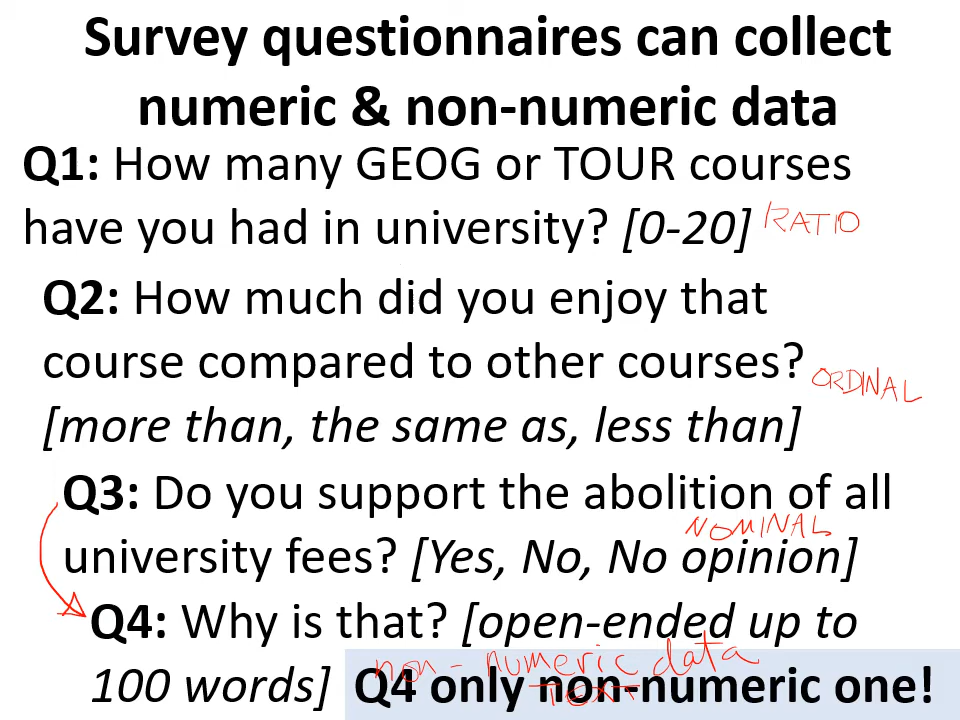 Survey questionnaires can collect
numeric & non-numeric data
Q1: How many GEOG or TOUR courses
have you had in university? [0-20] RATIO
Q2: How much did you enjoy that
course compared to other courses?
ORDINAL
[more than, the same as, less than]
Q3: Do you support the abolition of all
NOMINAL
university fees? [Yes, No, No opinion]
Q4: Why is that? [open-ended up to
non-numeric data
100 words] Q4 only non-numeric one!
TEXT